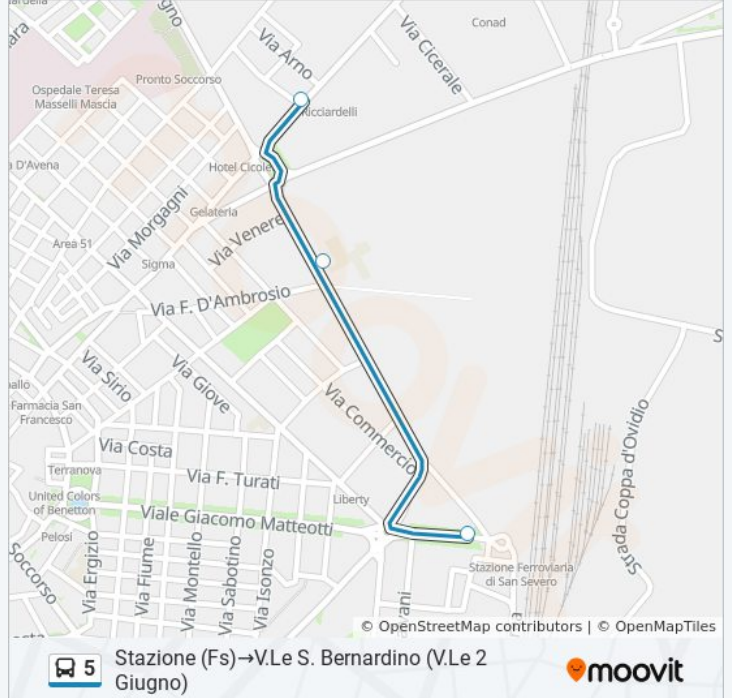 Conad
Via Arno
Via Cicerale
Pronto Soccorso
Ospedale Teresa
Masselli Mascia
Ricciardelli
a D'Avena
Hotel Cicole
Via Morgagni
Gelateria
Via Venere
Area 51
Sigma
Via F. D'Ambrosio
Via Sirio
Via Giove
Farmacia San
Francesco
Via Commercio
Via Costa
Terranova
Via F. Turati
United Colors
of Benetton
Liberty
Viale Giacomo Matteotti
Pelosi
Soccorso
Via Ergizio
Via Fiume
Via Montello
Via Sabotino
Via Isonzo
Stazione Ferroviaria
di San Severo
Strada Coppa d'Ovidio
© OpenStreetMap contributors | © OpenMapTiles
5
Stazione (Fs)→V.Le S. Bernardino (V.Le 2
Giugno)
moovit